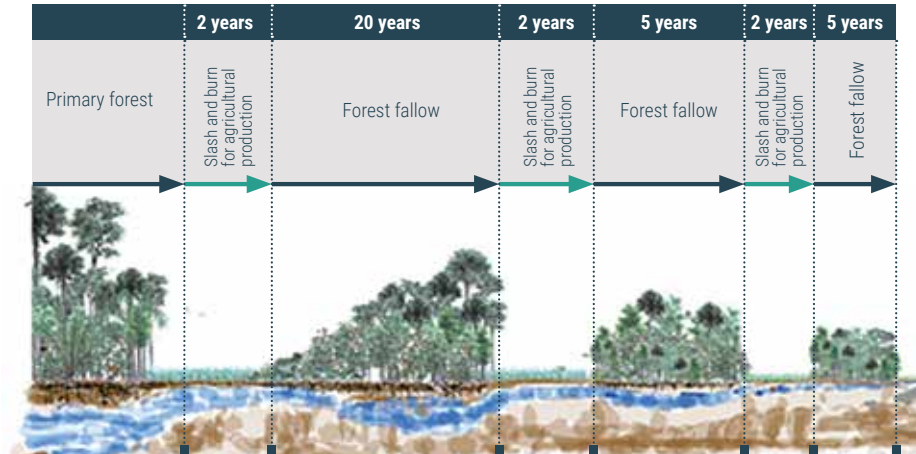 2 years
20 years
2 years
5 years
2 years
5 years
Primary forest
Slash and burn
for agricultural
production
Forest fallow
Slash and burn
for agricultural
production
Forest fallow
Slash and burn
for agricultural
production
Forest fallow